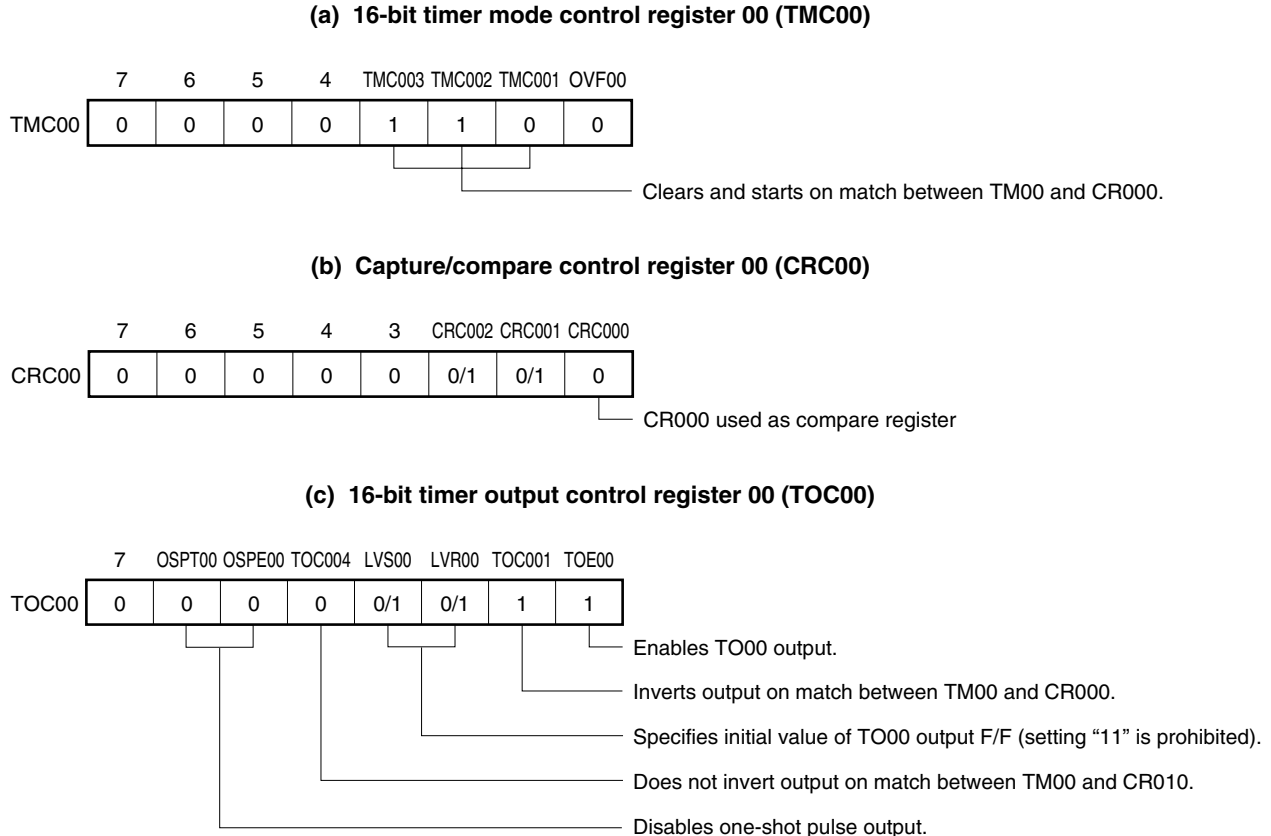 (a) 16-bit timer mode control register 00 (TMC00)
7 6 5 4 TMC003 TMC002 TMC001 OVF00
TMC00 0 0 0 0 1 1 0 0
Clears and starts on match between TM00 and CR000.
(b) Capture/compare control register 00 (CRC00)
7 6 5 4 3 CRC002 CRC001 CRC000
CRC00 0 0 0 0 0 0/1 0/1 0
CR000 used as compare register
(c) 16-bit timer output control register 00 (TOC00)
7 OSPT00 OSPE00 TOC004 LVS00 LVR00 TOC001 TOE00
TOC00 0 0 0 0 0/1 0/1 1 1
Enables TO00 output.
Inverts output on match between TM00 and CR000.
Specifies initial value of TO00 output F/F (setting “11” is prohibited).
Does not invert output on match between TM00 and CR010.
Disables one-shot pulse output.